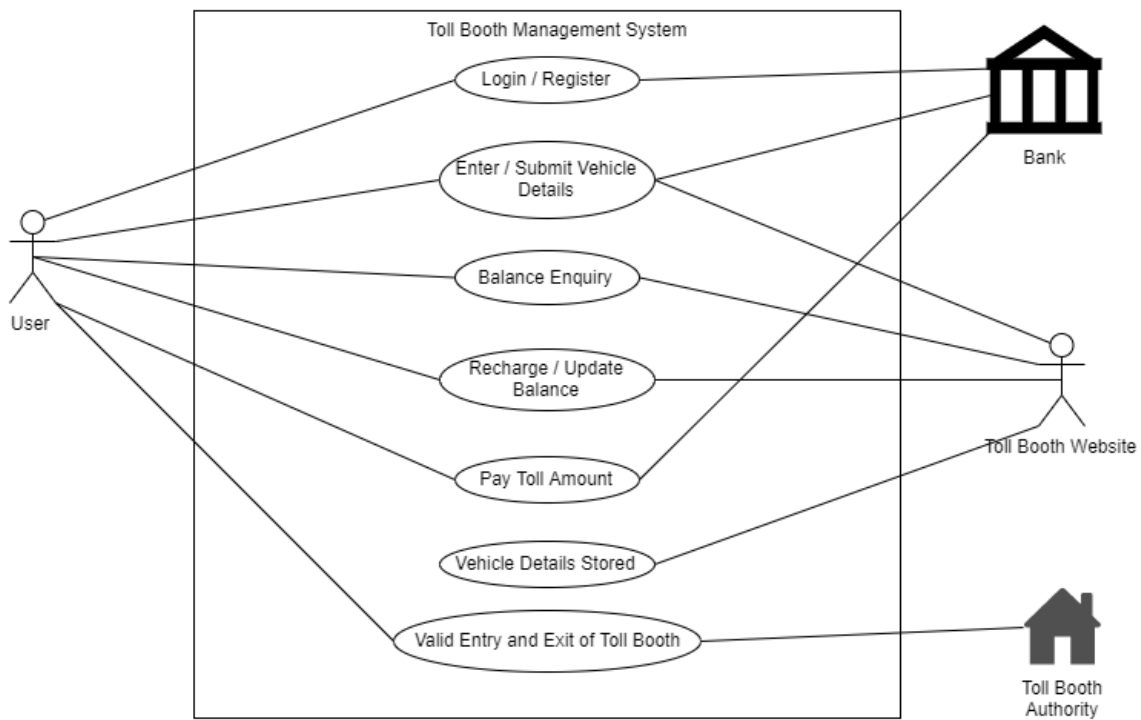 Toll Booth Management System
Login / Register
Enter / Submit Vehicle
Details
Bank
Balance Enquiry
User
Recharge / Update
Balance
Toll Booth Website
Pay Toll Amount
Vehicle Details Stored
Valid Entry and Exit of Toll Booth
Toll Booth
Authority